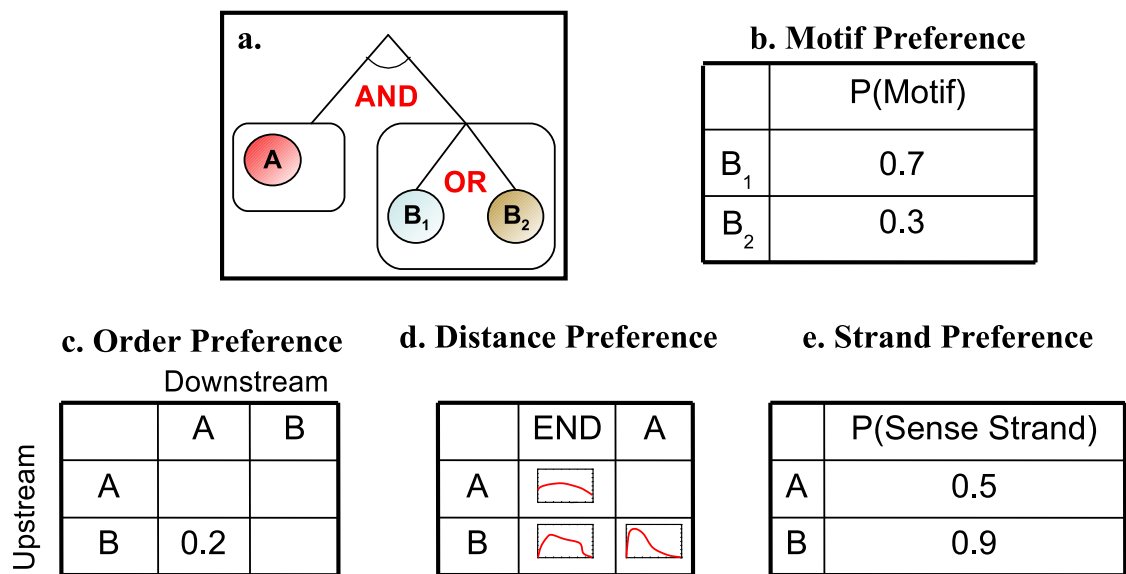 a.
AND
A
OR
B₁ B₂
b. Motif Preference
P(Motif)
B₁ 0.7
B₂ 0.3
c. Order Preference
Downstream
Upstream
A B
A
B 0.2
d. Distance Preference
END A
A
B
e. Strand Preference
P(Sense Strand)
A 0.5
B 0.9